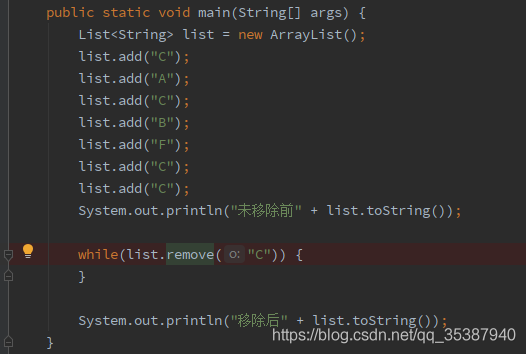 public static void main(String[] args) {
List<String> list = new ArrayList();
list.add("C");
list.add("A");
list.add("C");
list.add("B");
list.add("F");
list.add("C");
list.add("C");
System.out.println("未移除前" + list.toString());
while(list.remove( o: "C")) {
}
System.out.println("移除后" + list.toString());
https://blog.csdn.net/qq_35387940
}